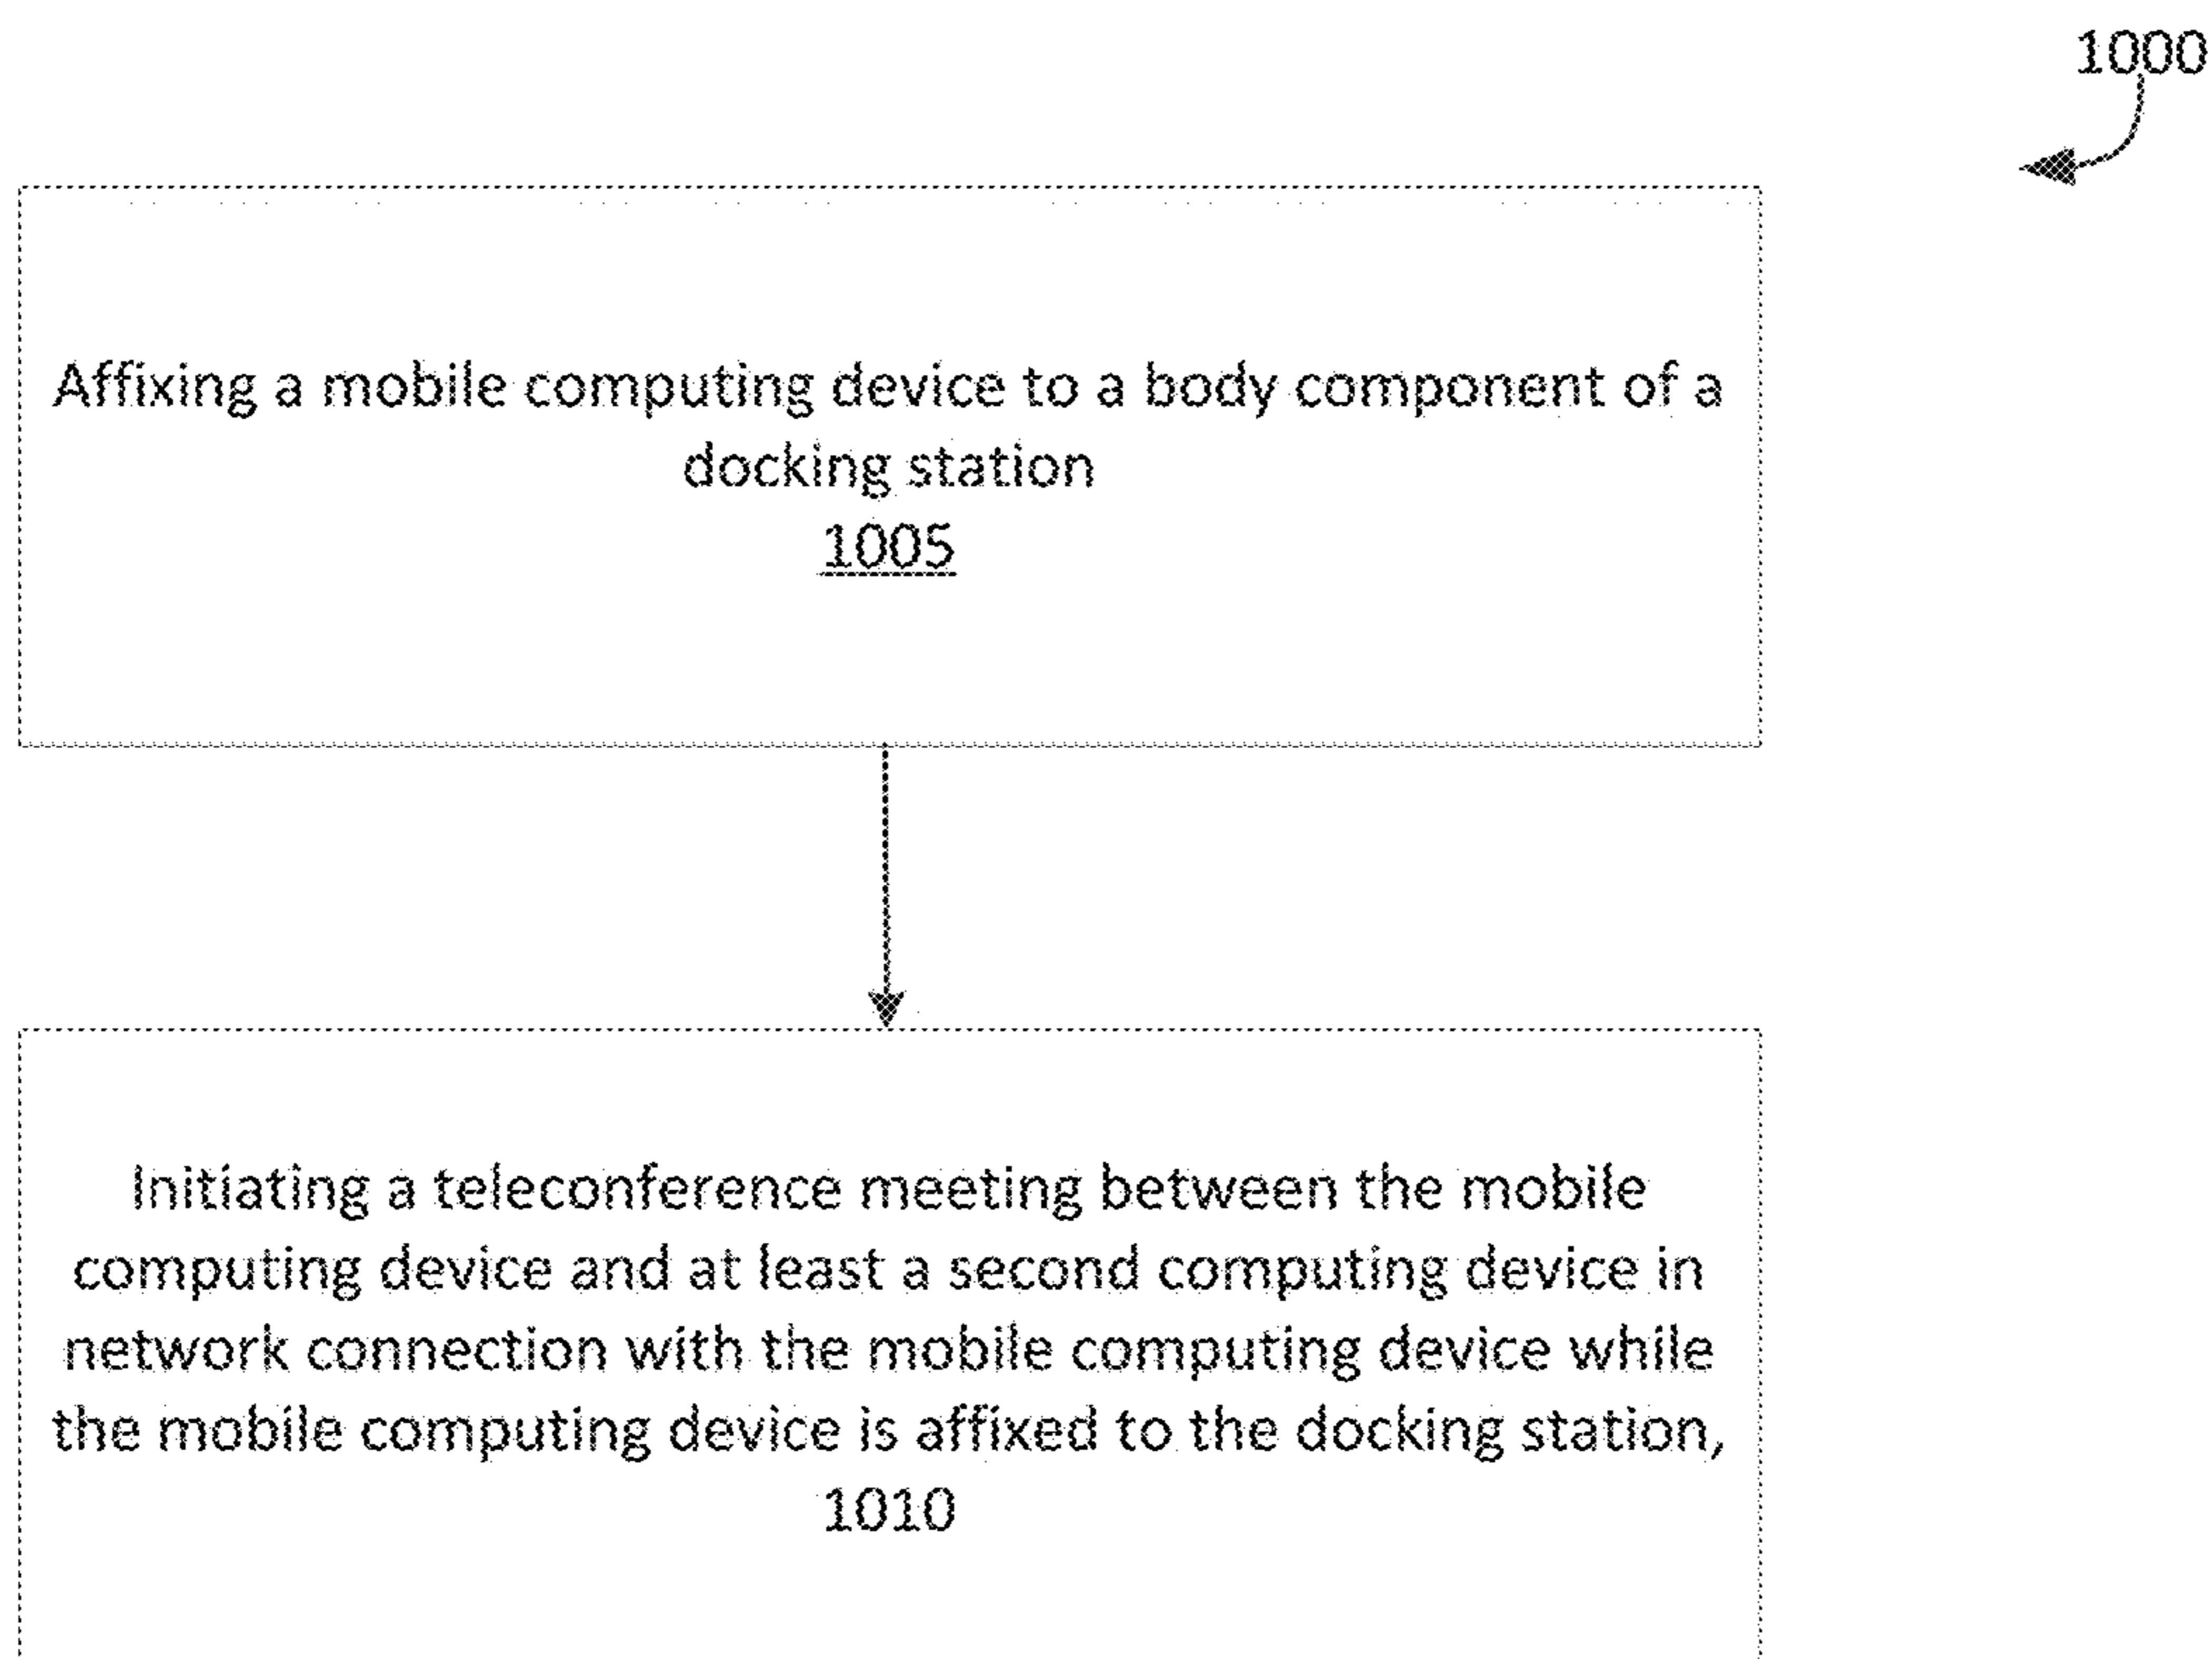 1000
Affixing a mobile computing device to a body component of a
docking station
1005
Initiating a teleconference meeting between the mobile
computing device and at least a second computing device in
network connection with the mobile computing device while
the mobile computing device is affixed to the docking station,
1010